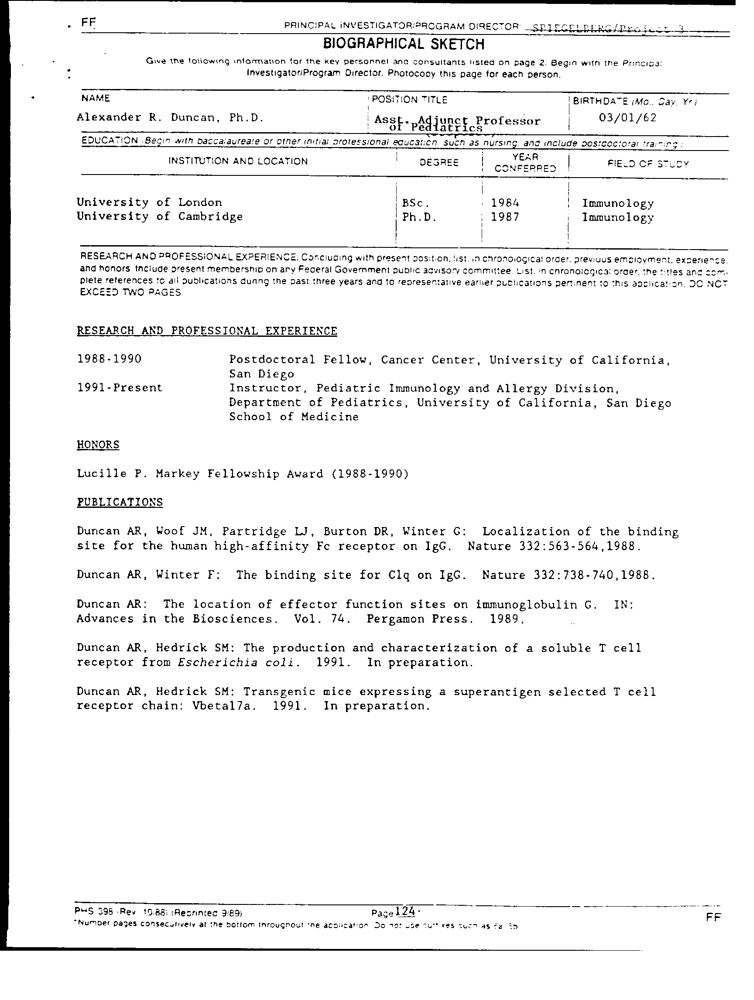 FF
PRINCIPAL INVESTIGATOR/PROGRAM DIRECTOR: SPIEGELBERG/Project 3
BIOGRAPHICAL SKETCH
Give the following information for the key personnel and consultants listed on page 2. Begin with the Principal
Investigator/Program Director. Photocopy this page for each person.
NAME
Alexander R. Duncan, Ph.D.
POSITION TITLE
Asst. Adjunct Professor
of Pediatrics
BIRTHDATE (Mo., Day, Yr.)
03/01/62
EDUCATION (Begin with baccalaureate or other initial professional education, such as nursing, and include postdoctoral training.)
INSTITUTION AND LOCATION
DEGREE
YEAR
CONFERRED
FIELD OF STUDY
University of London BSc. 1984 Immunology
University of Cambridge Ph.D. 1987 Immunology
RESEARCH AND PROFESSIONAL EXPERIENCE: Concluding with present position, list, in chronological order, previous employment, experience,
and honors. Include present membership on any Federal Government public advisory committee. List, in chronological order, the titles and com-
plete references to all publications during the past three years and to representative earlier publications pertinent to this application. DO NOT
EXCEED TWO PAGES.
RESEARCH AND PROFESSIONAL EXPERIENCE
1988-1990 Postdoctoral Fellow, Cancer Center, University of California,
San Diego
1991-Present Instructor, Pediatric Immunology and Allergy Division,
Department of Pediatrics, University of California, San Diego
School of Medicine
HONORS
Lucille P. Markey Fellowship Award (1988-1990)
PUBLICATIONS
Duncan AR, Woof JM, Partridge LJ, Burton DR, Winter G: Localization of the binding
site for the human high-affinity Fc receptor on IgG. Nature 332:563-564,1988.
Duncan AR, Winter F: The binding site for Clq on IgG. Nature 332:738-740,1988.
Duncan AR: The location of effector function sites on immunoglobulin G. IN:
Advances in the Biosciences. Vol. 74. Pergamon Press. 1989.
Duncan AR, Hedrick SM: The production and characterization of a soluble T cell
receptor from Escherichia coli. 1991. In preparation.
Duncan AR, Hedrick SM: Transgenic mice expressing a superantigen selected T cell
receptor chain: Vbeta17a. 1991. In preparation.
PHS 398 (Rev. 10/88) (Reprinted 9/89)
Page 124
FF
*Number pages consecutively at the bottom throughout the application. Do not use suffixes such as 5a, 5b.